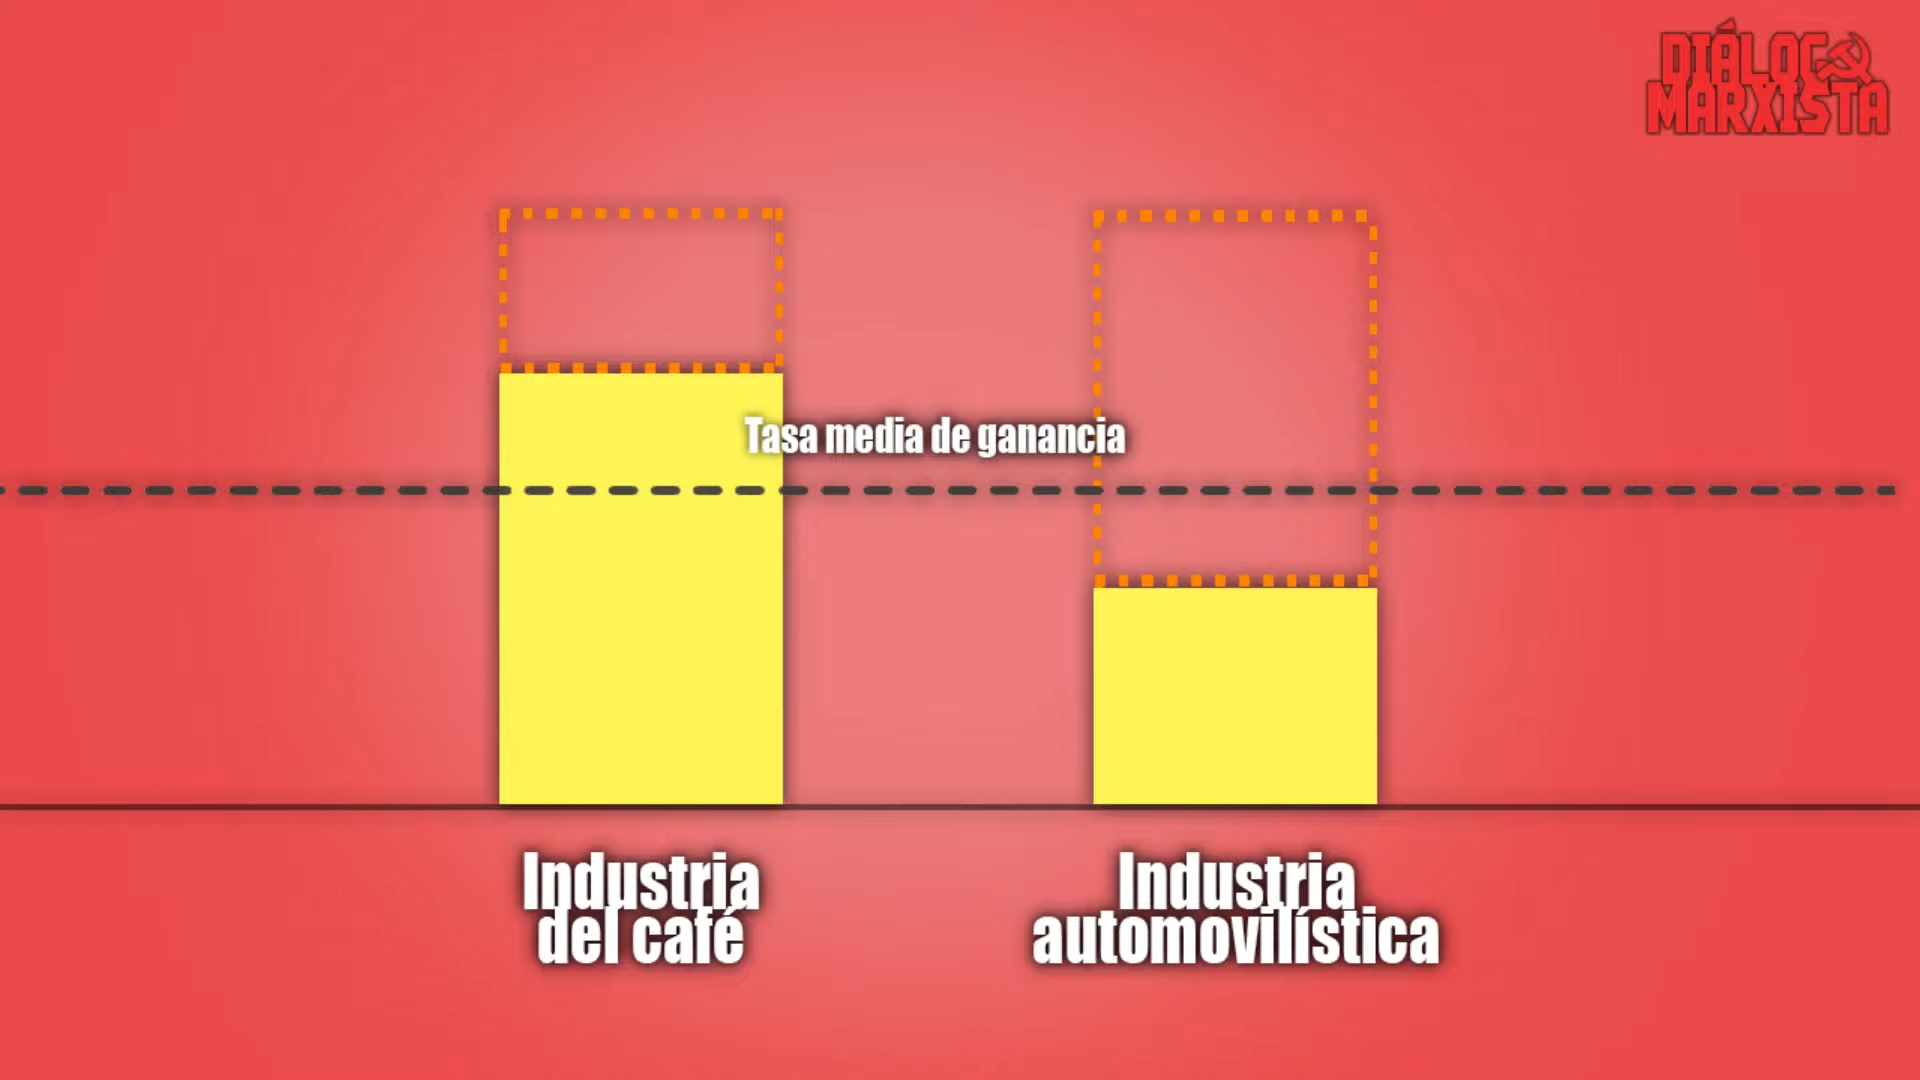 DIÁLOGO
MARXISTA
Tasa media de ganancia
Industria
del café
Industria
automovilística